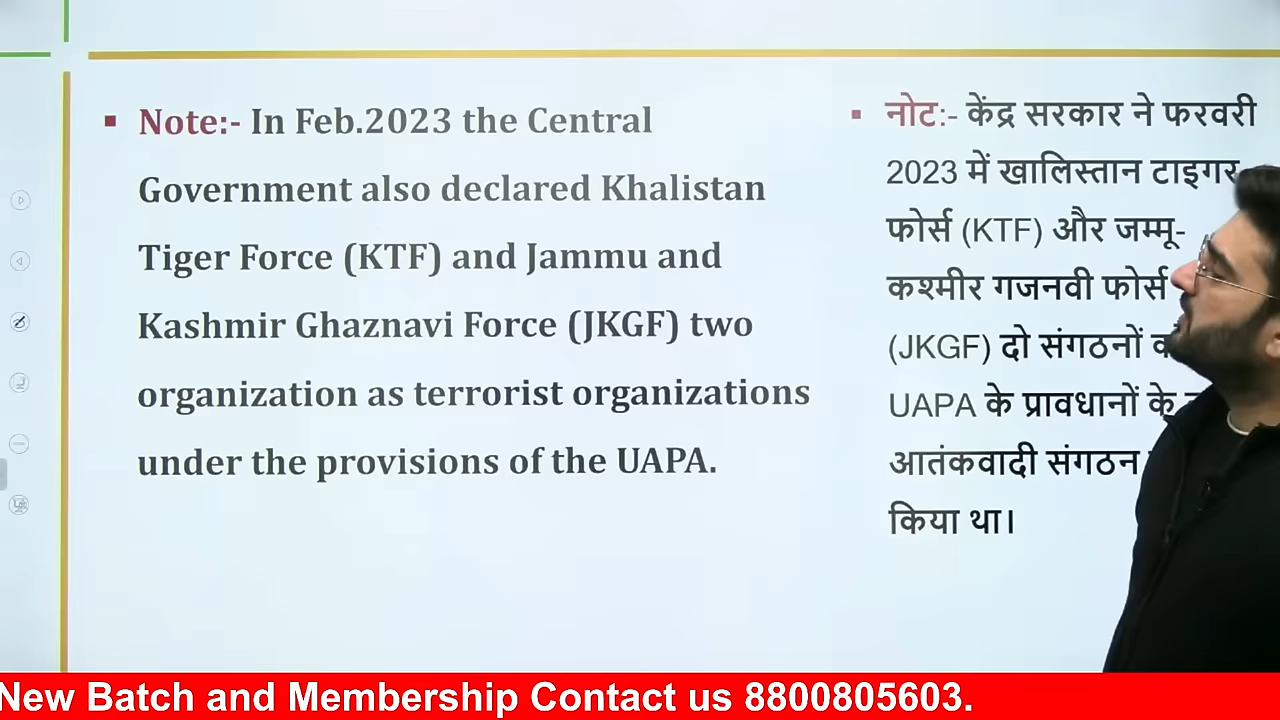 Note:- In Feb.2023 the Central
Government also declared Khalistan
Tiger Force (KTF) and Jammu and
Kashmir Ghaznavi Force (JKGF) two
organization as terrorist organizations
under the provisions of the UAPA.
नोट:- केंद्र सरकार ने फरवरी
2023 में खालिस्तान टाइगर
फोर्स (KTF) और जम्मू-
कश्मीर गजनवी फोर्स
(JKGF) दो संगठनों
UAPA के प्रावधानों के
आतंकवादी संगठन
किया था।
New Batch and Membership Contact us 8800805603.